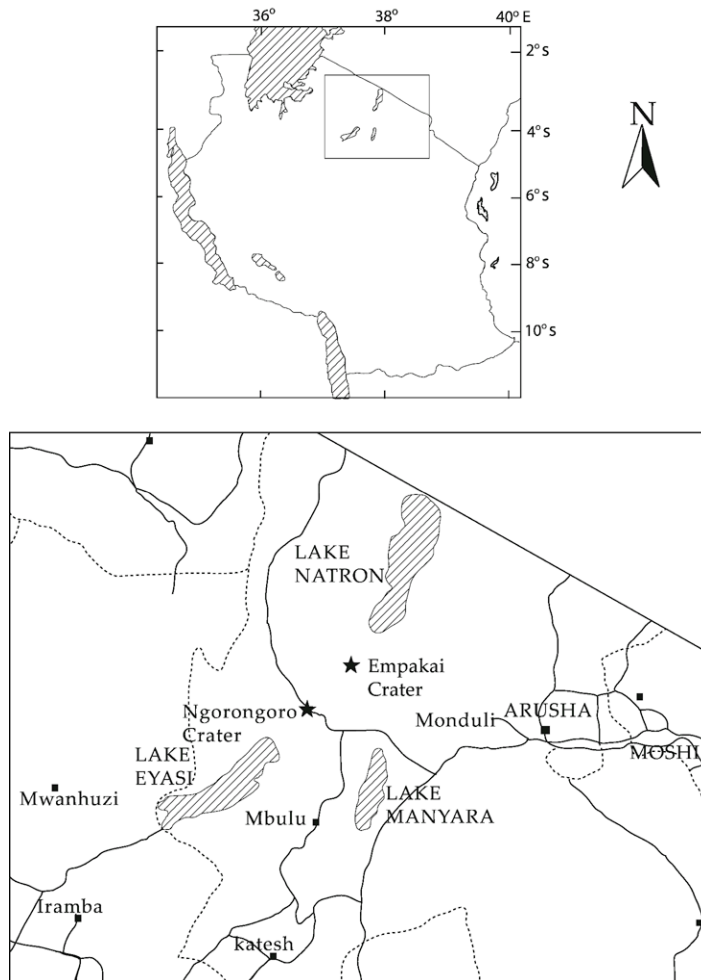 36° 38° 40° E
2° S
N
4° S
6° S
8° S
10° S
LAKE
NATRON
Empakai
Crater
Ngorongoro
Crater
Monduli
ARUSHA
MOSHI
LAKE
EYASI
Mwanhuzi
LAKE
MANYARA
Mbulu
Iramba
katesh